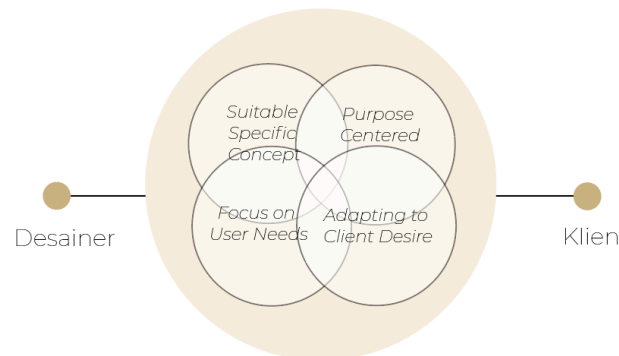 Suitable
Specific
Concept
Purpose
Centered
Focus on
User Needs
Adapting to
Client Desire
Desainer
Klien